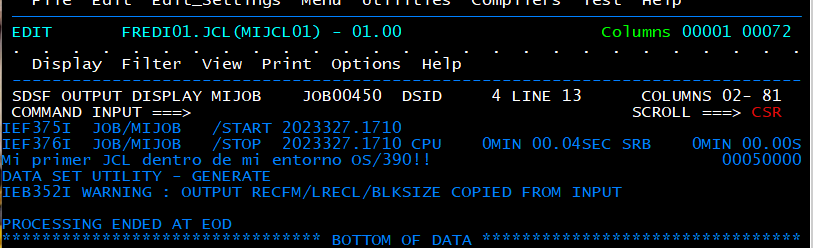 File Edit Edit_Settings Menu Utilities Compilers Test Help
EDIT FREDI01.JCL(MIJCL01) - 01.00 Columns 00001 00072
. . . . . . . . . . . . . . . . . . . . . . . . . . .
Display Filter View Print Options Help
-------------------------------------------------------------------------------
SDSF OUTPUT DISPLAY MIJOB JOB00450 DSID 4 LINE 13 COLUMNS 02- 81
COMMAND INPUT ===> SCROLL ===> CSR
IEF375I JOB/MIJOB /START 2023327.1710
IEF376I JOB/MIJOB /STOP 2023327.1710 CPU 0MIN 00.04SEC SRB 0MIN 00.00S
Mi primer JCL dentro de mi entorno OS/390!! 00050000
DATA SET UTILITY - GENERATE
IEB352I WARNING : OUTPUT RECFM/LRECL/BLKSIZE COPIED FROM INPUT
PROCESSING ENDED AT EOD
******************************** BOTTOM OF DATA ********************************